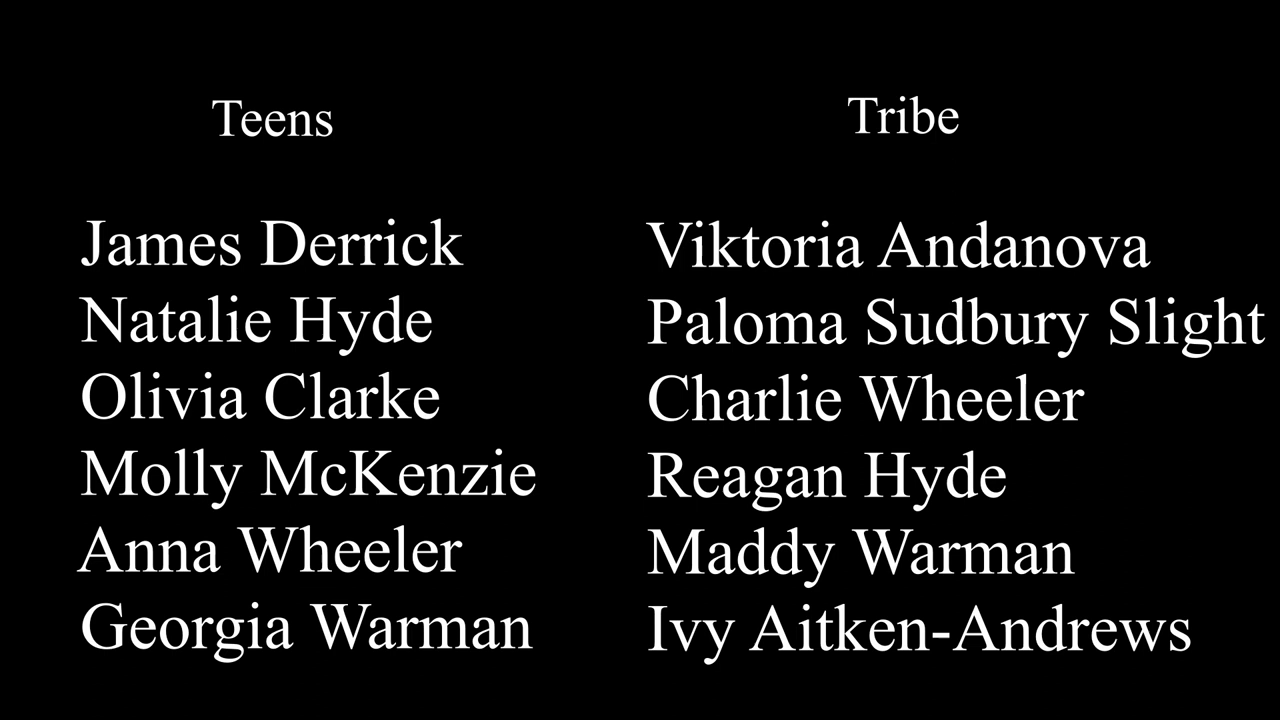 Teens
James Derrick
Natalie Hyde
Olivia Clarke
Molly McKenzie
Anna Wheeler
Georgia Warman
Tribe
Viktoria Andanova
Paloma Sudbury Slight
Charlie Wheeler
Reagan Hyde
Maddy Warman
Ivy Aitken-Andrews